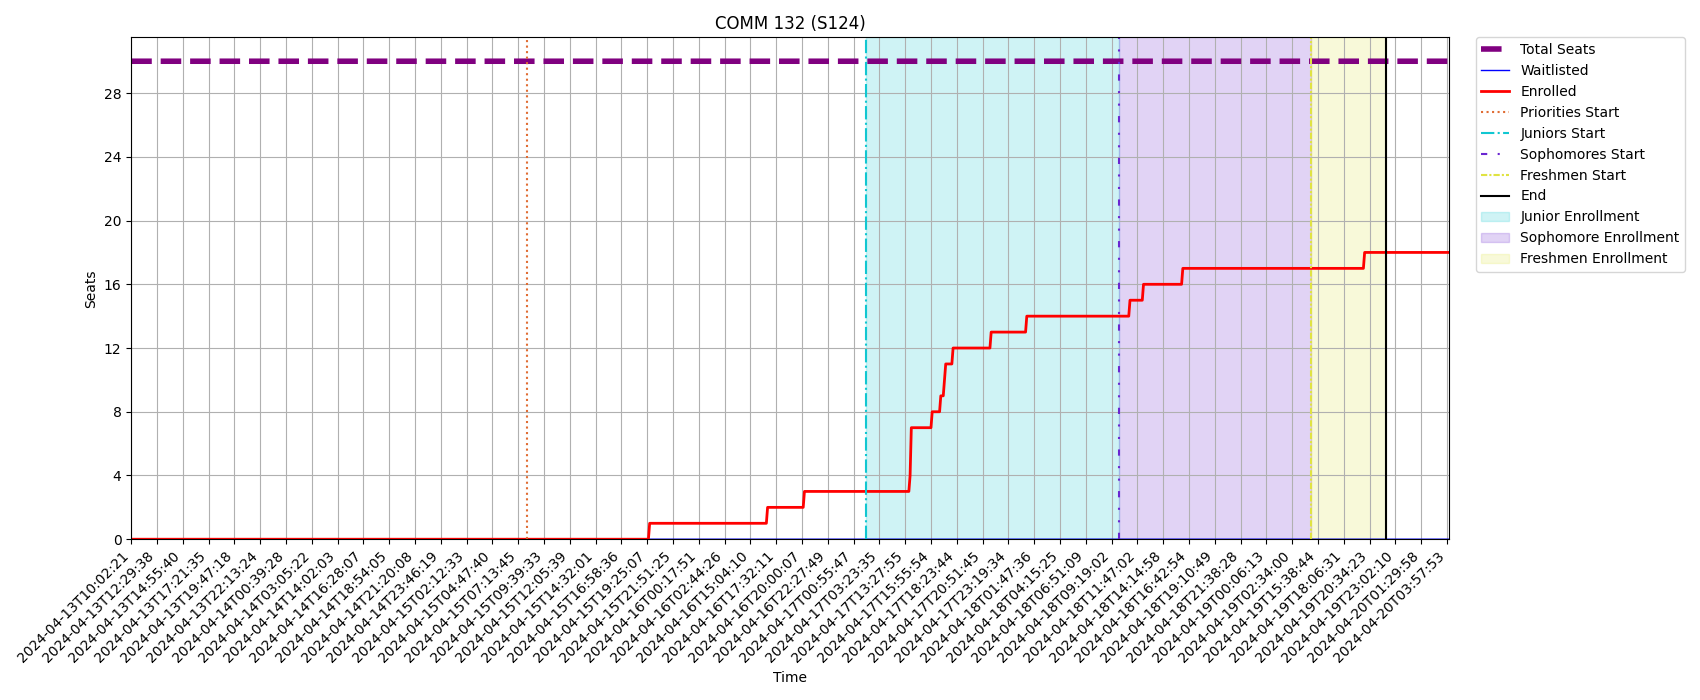 COMM 132 (S124)
Total Seats
Waitlisted
Enrolled
Priorities Start
Juniors Start
Sophomores Start
Freshmen Start
End
Junior Enrollment
Sophomore Enrollment
Freshmen Enrollment
Seats
28
24
20
16
12
8
4
0
2024-04-13T10:02:21
2024-04-13T12:29:38
2024-04-13T14:55:40
2024-04-13T17:21:35
2024-04-13T19:47:18
2024-04-13T22:13:24
2024-04-14T00:39:28
2024-04-14T03:05:22
2024-04-14T14:02:03
2024-04-14T16:28:07
2024-04-14T18:54:05
2024-04-14T21:20:08
2024-04-14T23:46:19
2024-04-15T02:12:33
2024-04-15T04:47:40
2024-04-15T07:13:45
2024-04-15T09:39:33
2024-04-15T12:05:39
2024-04-15T14:32:01
2024-04-15T16:58:36
2024-04-15T19:25:07
2024-04-15T21:51:25
2024-04-16T00:17:51
2024-04-16T02:44:26
2024-04-16T15:04:10
2024-04-16T17:32:11
2024-04-16T20:00:07
2024-04-16T22:27:49
2024-04-17T00:55:47
2024-04-17T03:23:35
2024-04-17T13:27:55
2024-04-17T15:55:54
2024-04-17T18:23:44
2024-04-17T20:51:45
2024-04-17T23:19:34
2024-04-18T01:47:36
2024-04-18T04:15:25
2024-04-18T06:51:09
2024-04-18T09:19:02
2024-04-18T11:47:02
2024-04-18T14:14:58
2024-04-18T16:42:54
2024-04-18T19:10:49
2024-04-18T21:38:28
2024-04-19T00:06:13
2024-04-19T02:34:00
2024-04-19T15:38:44
2024-04-19T18:06:31
2024-04-19T20:34:23
2024-04-19T23:02:10
2024-04-20T01:29:58
2024-04-20T03:57:53
Time